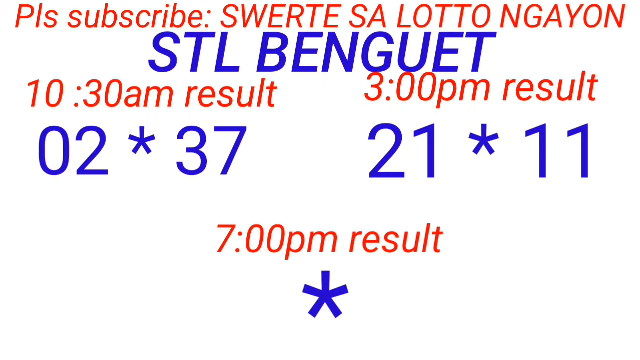 Pls subscribe: SWERTE SA LOTTO NGAYON
STL BENGUET
10 :30am result
02 * 37
3:00pm result
21 * 11
7:00pm result
*